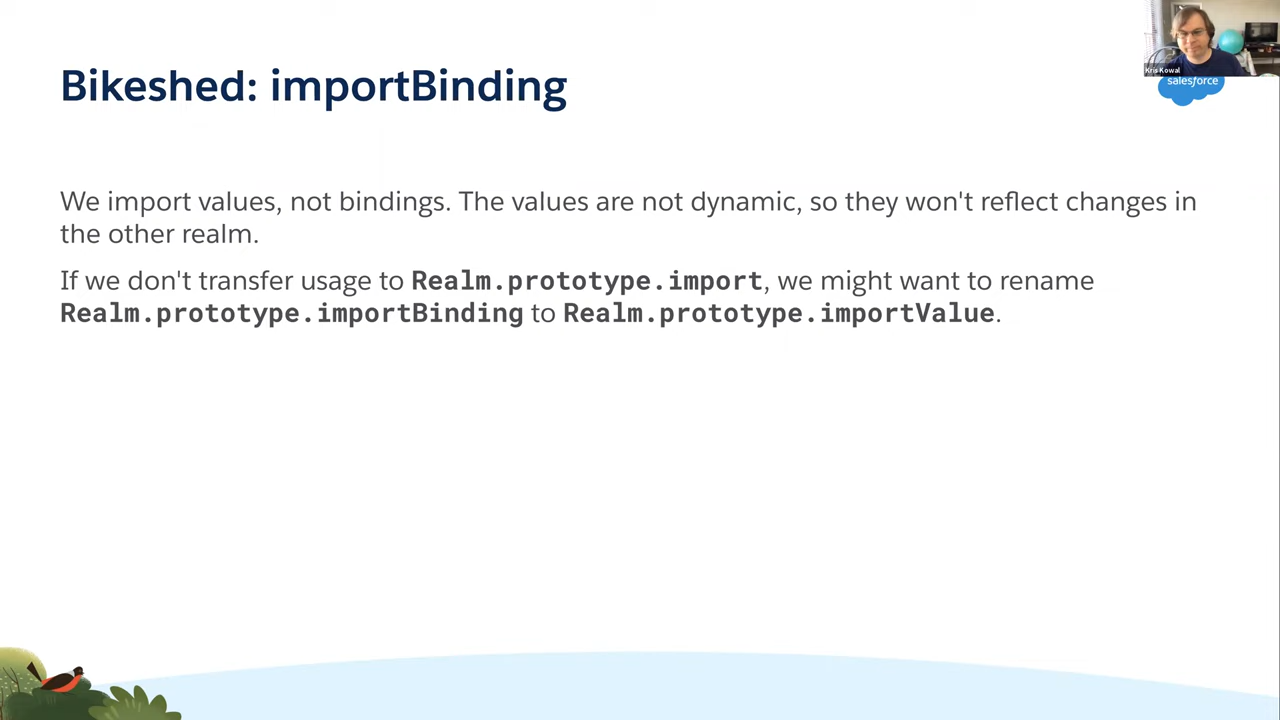 Bikeshed: importBinding
Kris Kowal
salesforce
We import values, not bindings. The values are not dynamic, so they won't reflect changes in
the other realm.
If we don't transfer usage to Realm.prototype.import, we might want to rename
Realm.prototype.importBinding to Realm.prototype.importValue.